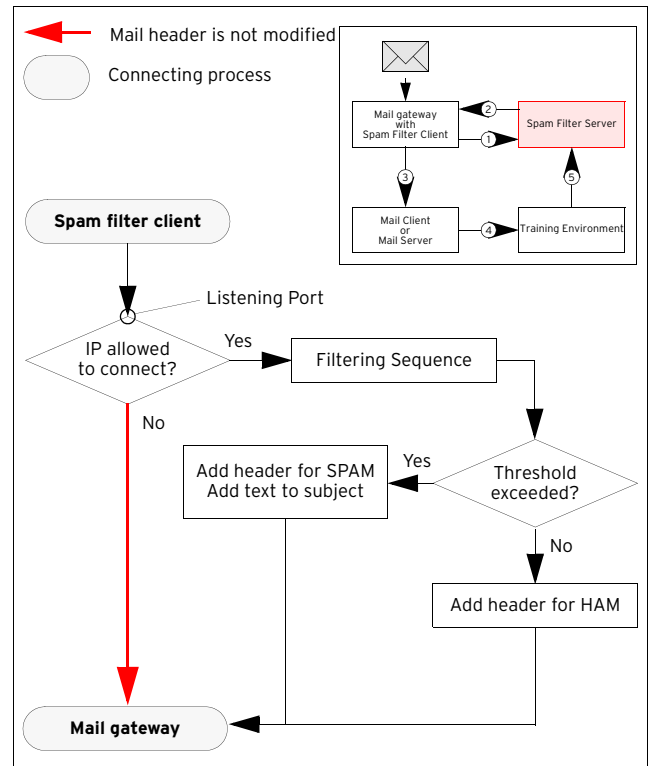 Mail header is not modified
Connecting process
Mail gateway
with
Spam Filter Client
2
1
Spam Filter Server
3
5
Mail Client
or
Mail Server
4
Training Environment
Spam filter client
Listening Port
IP allowed
to connect?
Yes
Filtering Sequence
No
Add header for SPAM
Add text to subject
Yes
Threshold
exceeded?
No
Add header for HAM
Mail gateway